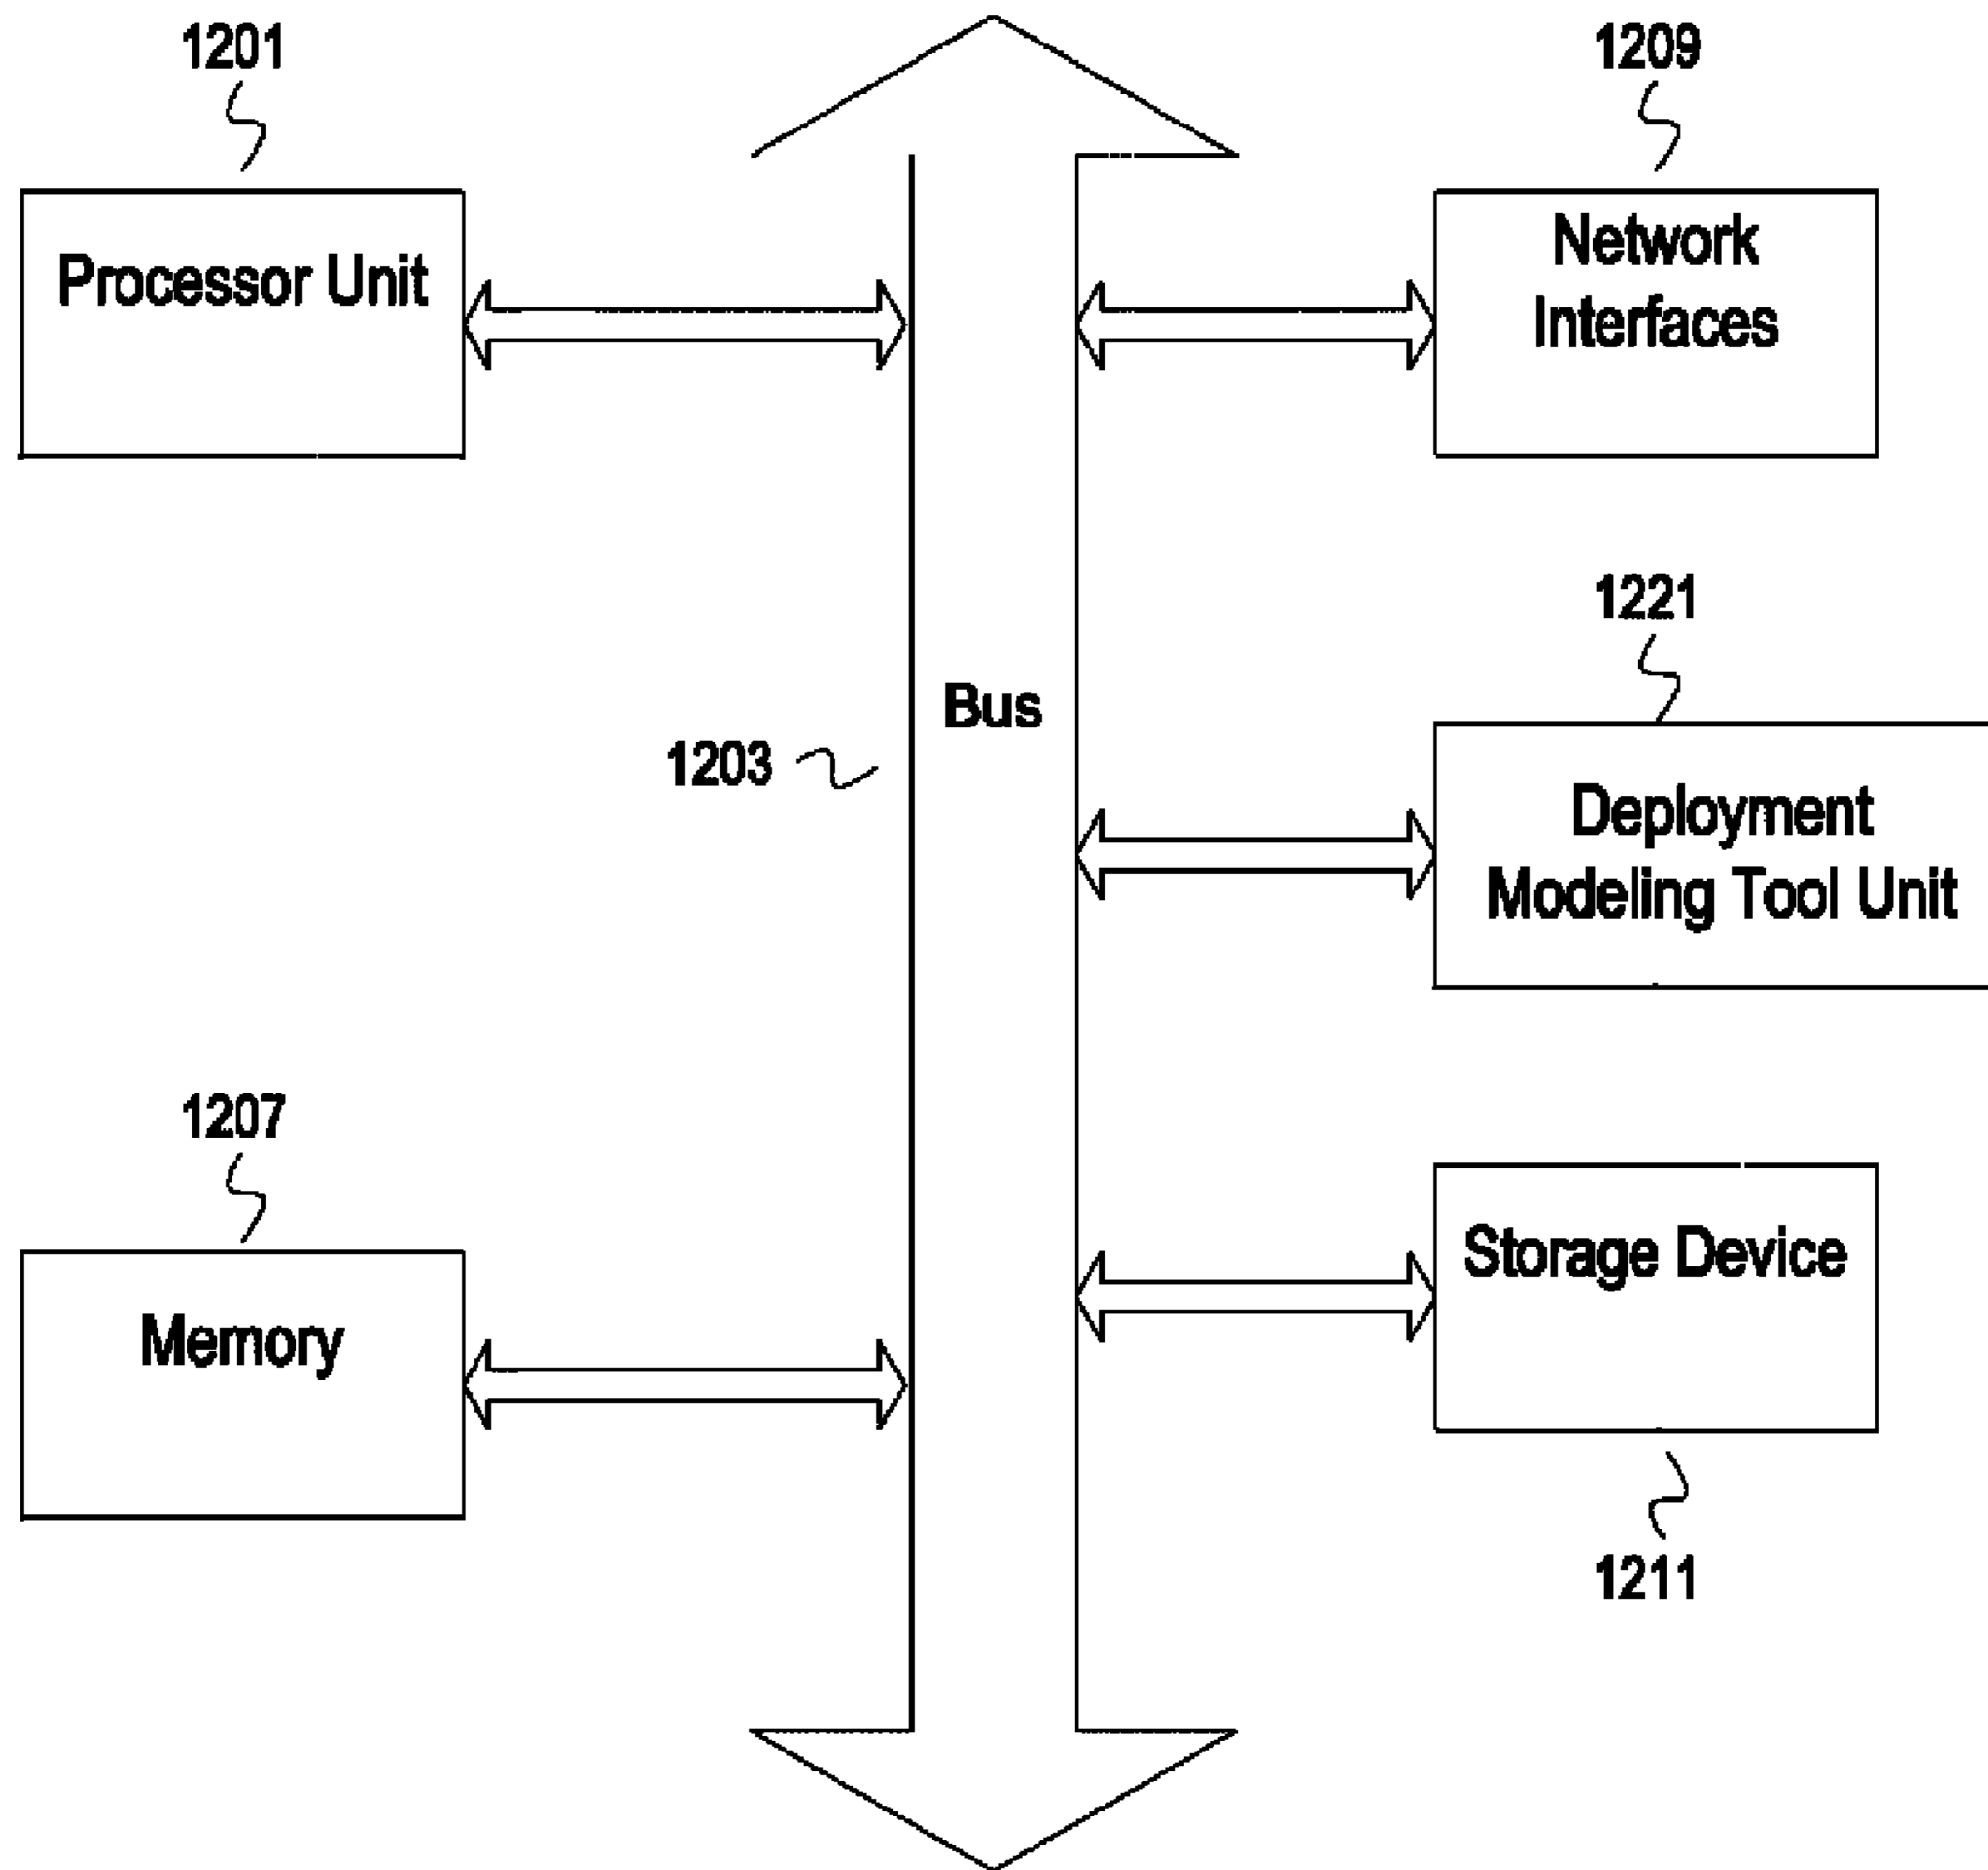 1201
1209
Processor Unit
Network
Interfaces
1221
Bus
1203
Deployment
Modeling Tool Unit
1207
Storage Device
Memory
1211